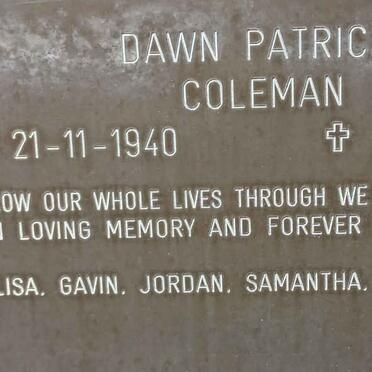 DAWN PATRIC
COLEMAN
21-11-1940 ✝
OW OUR WHOLE LIVES THROUGH WE
LOVING MEMORY AND FOREVER
LISA, GAVIN, JORDAN, SAMANTHA,